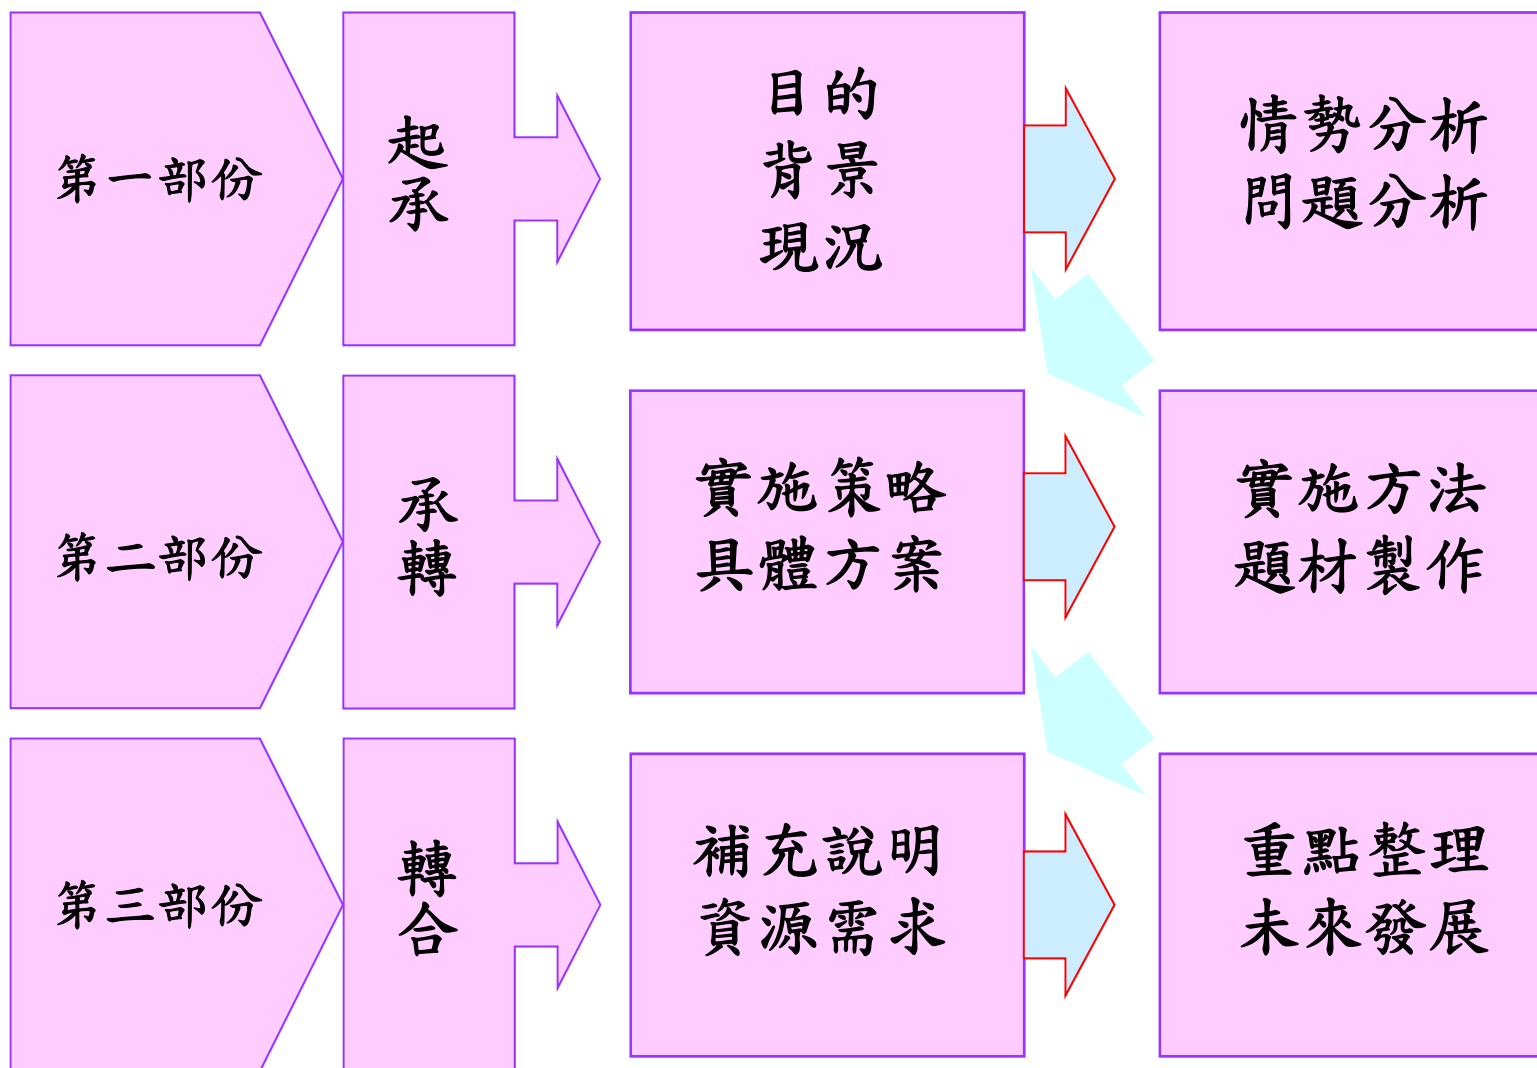 第一部份
起
承
目的
背景
現況
情勢分析
問題分析
第二部份
承
轉
實施策略
具體方案
實施方法
題材製作
第三部份
轉
合
補充說明
資源需求
重點整理
未來發展